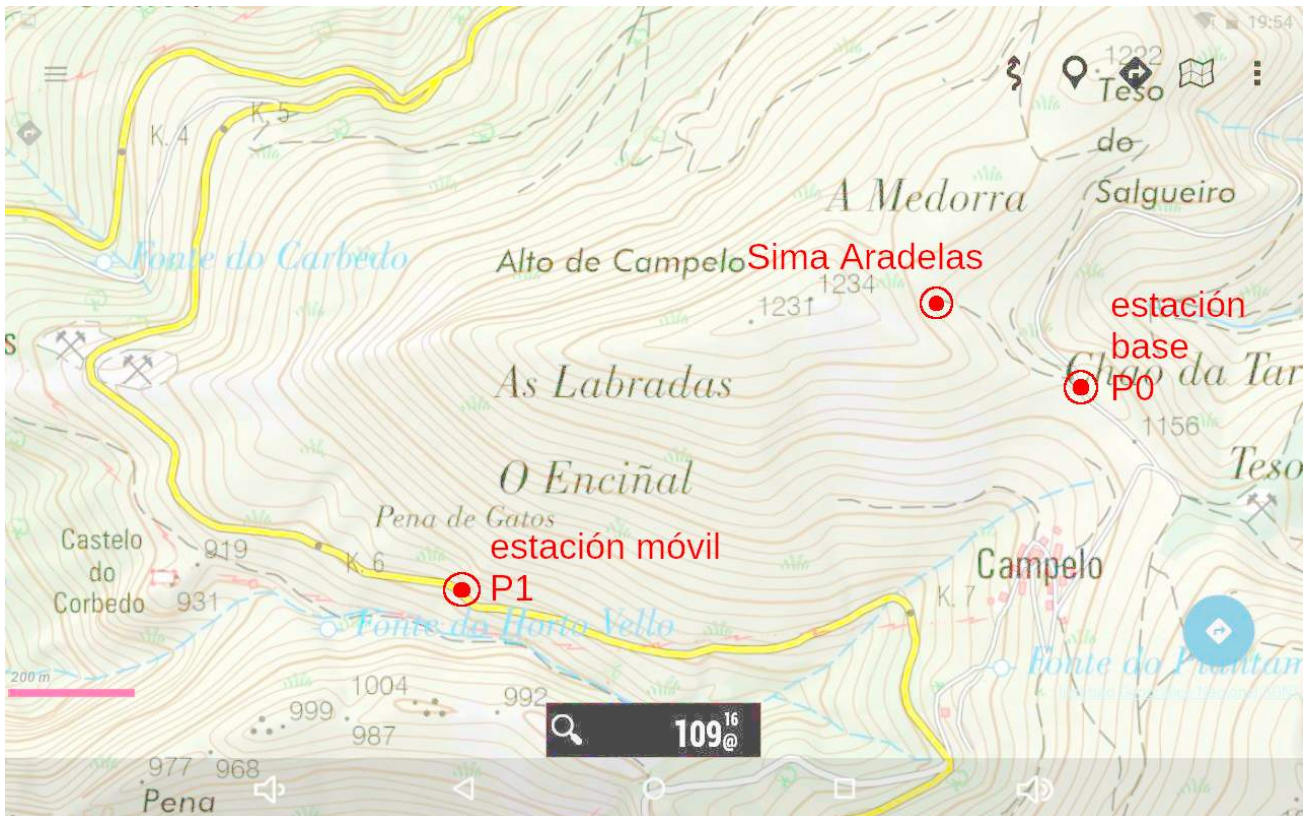 19:54
1222
Teso
do
Salgueiro
K. 5
K. 4
A Medorra
Fonte do Carbedo
Alto de Campelo
Sima Aradelas
1234
1231
estación
base
P0
s
Chao da Tar
As Labradas
1156
Teso
O Enciñal
Pena de Gatos
Castelo
do
Corbedo
919
K. 6
estación móvil
P1
Campelo
931
K. 7
Fonte do Horto Vello
Fonte do
200 m
1004
992
999
987
109 16 @
977
968
Pena